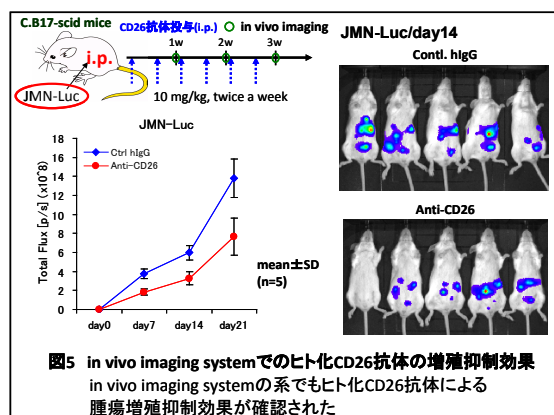 C.B17-scid mice
CD26抗体投与(i.p.) in vivo imaging
1w 2w 3w
i.p.
JMN-Luc
10 mg/kg, twice a week
JMN-Luc
Ctrl hIgG
Anti-CD26
Total Flux [p/s] (x10^8)
18
16
14
12
10
8
6
4
2
0
day0 day7 day14 day21
mean±SD
(n=5)
JMN-Luc/day14
Contl. hIgG
Anti-CD26
図5 in vivo imaging systemでのヒト化CD26抗体の増殖抑制効果
in vivo imaging systemの系でもヒト化CD26抗体による
腫瘍増殖抑制効果が確認された